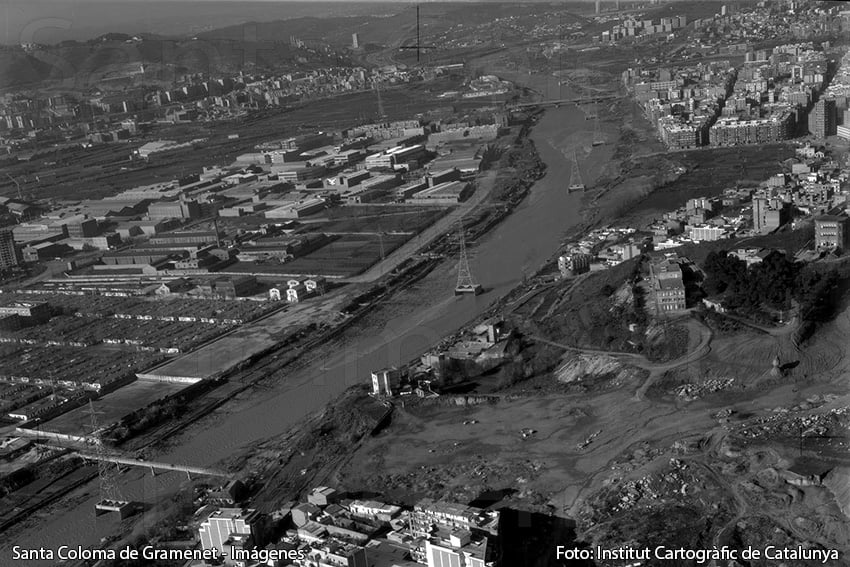 Santa Coloma de Gramenet - Imágenes
Foto: Institut Cartogràfic de Catalunya